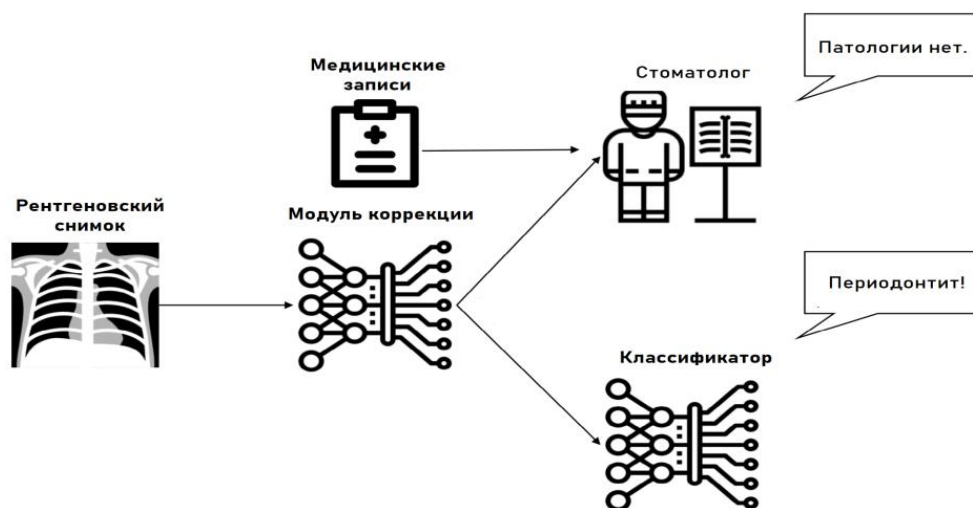 Патологии нет.
Медицинские
записи
Стоматолог
Рентгеновский
снимок
Модуль коррекции
Периодонтит!
Классификатор